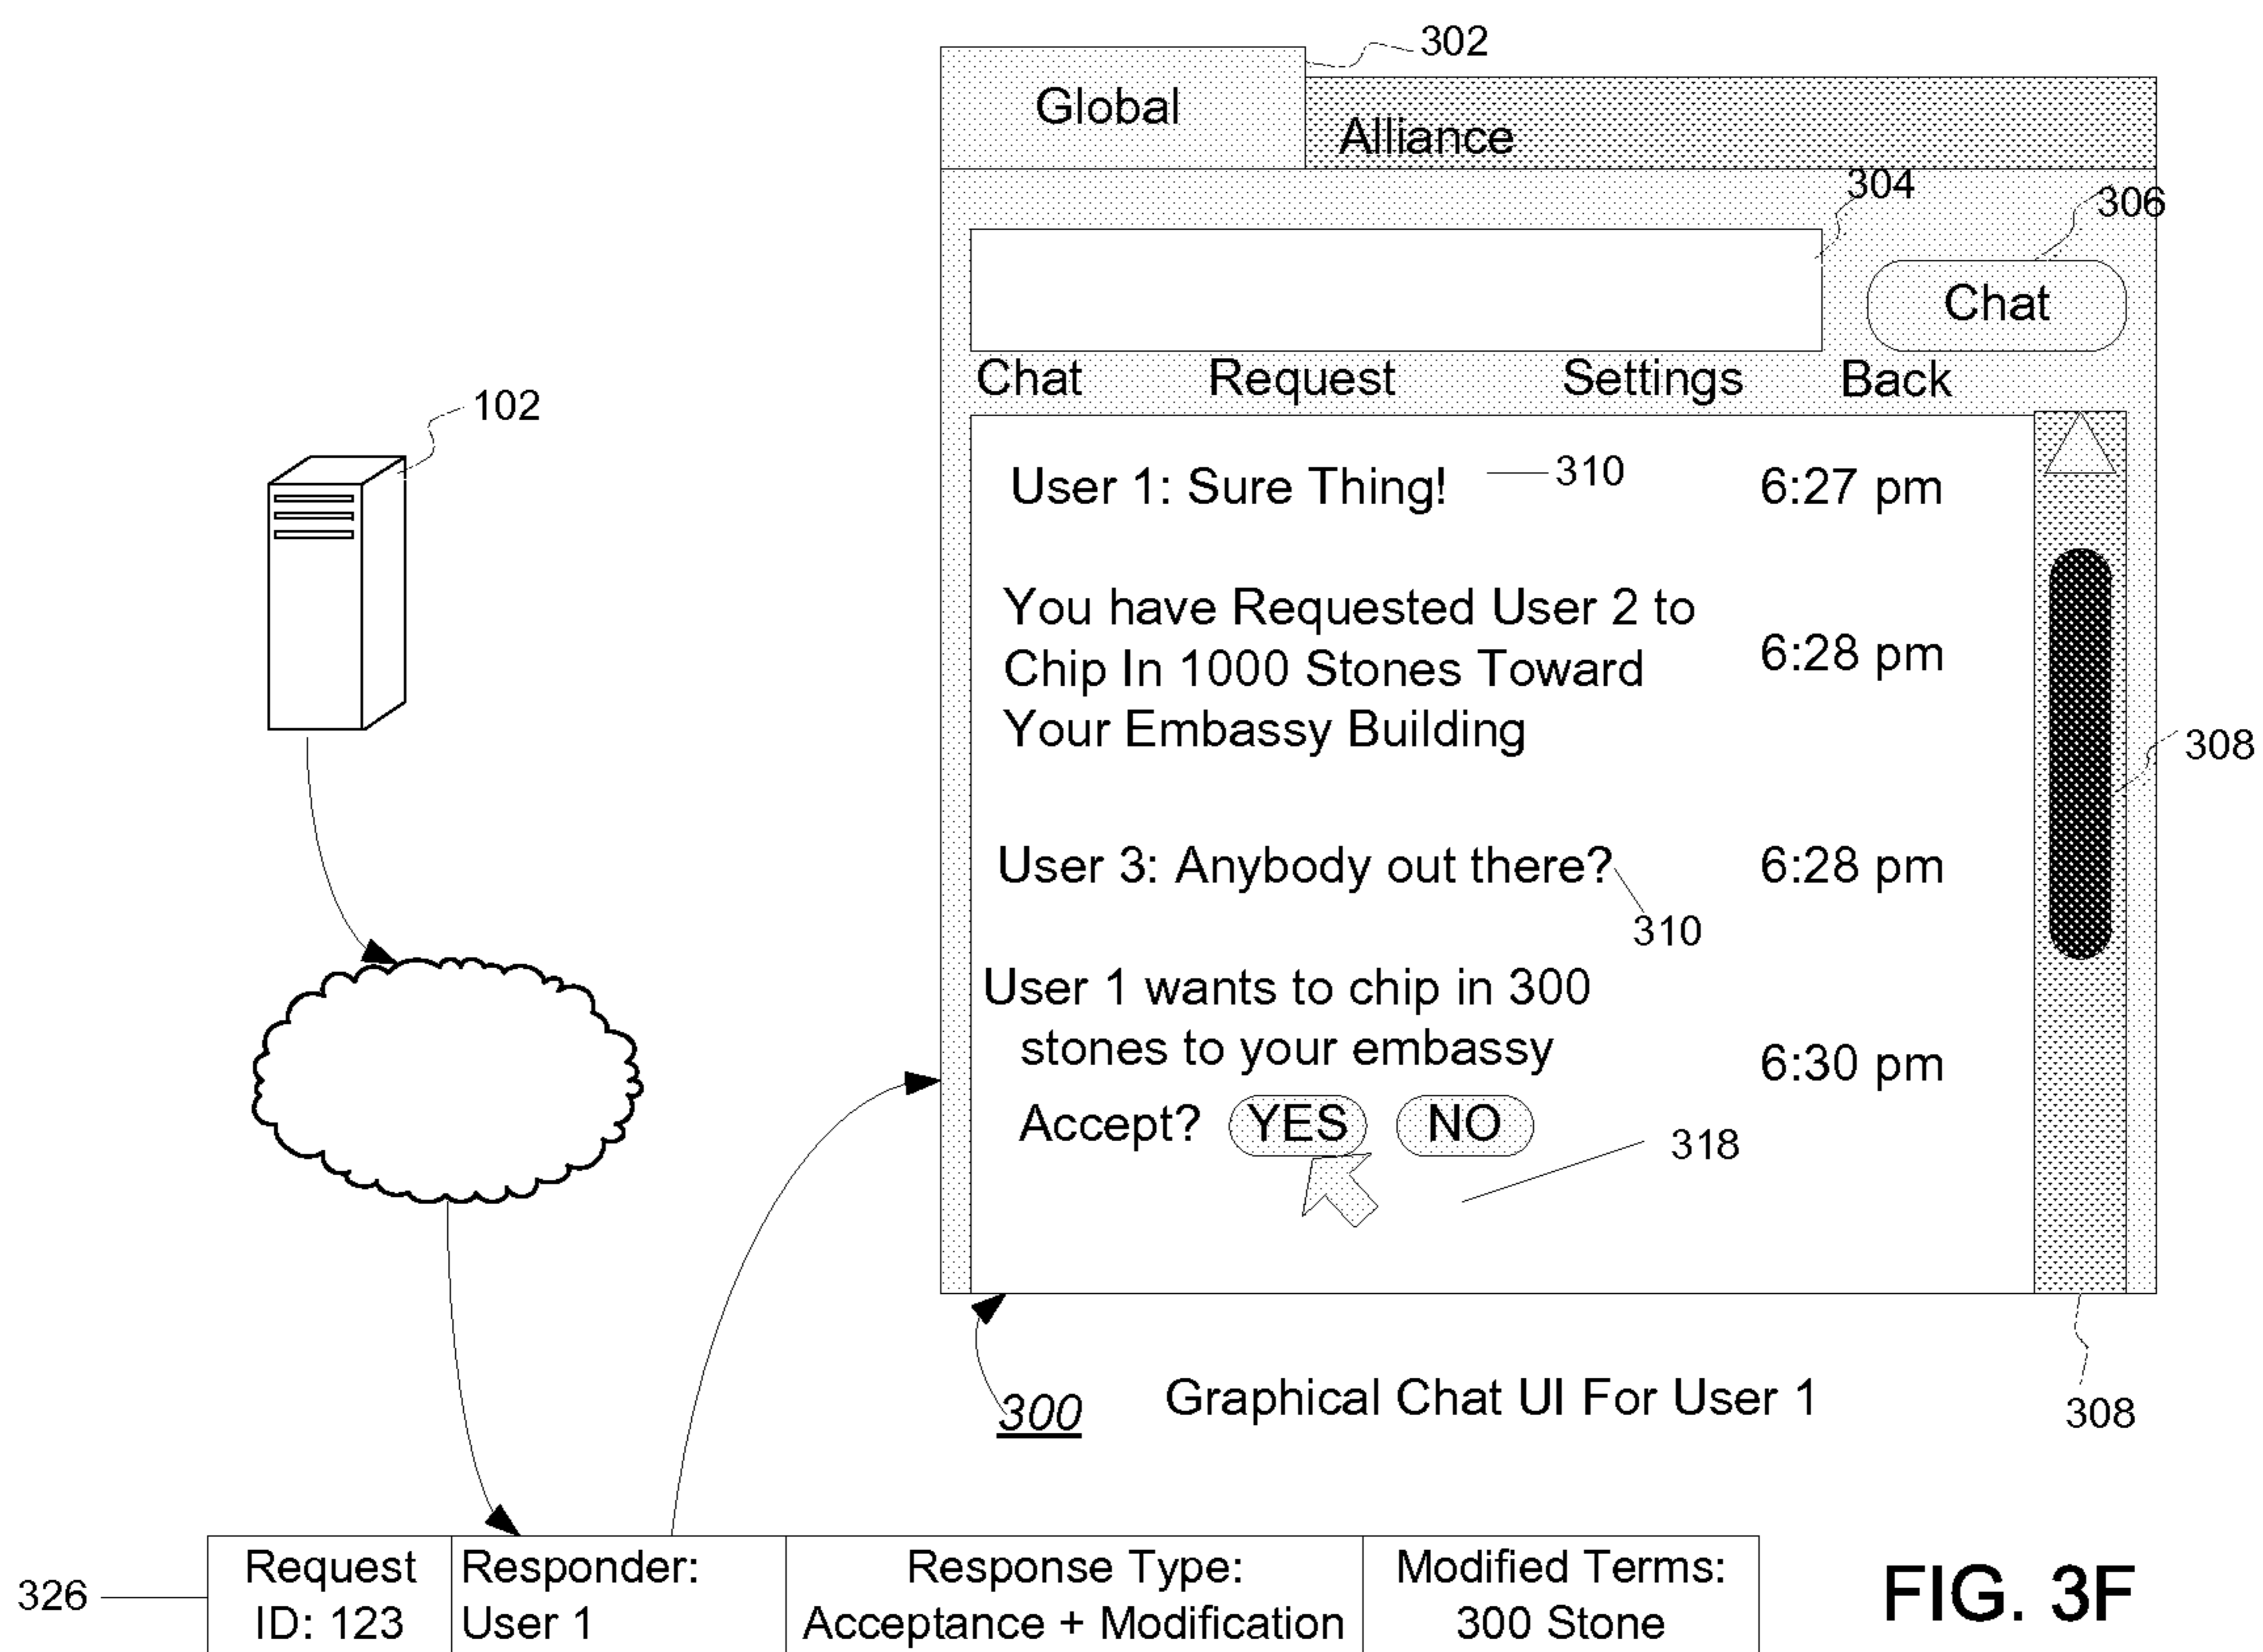 302
Global
Alliance
304
306
Chat
Chat Request Settings Back
102
User 1: Sure Thing! 310 6:27 pm
You have Requested User 2 to
Chip In 1000 Stones Toward
Your Embassy Building
6:28 pm
308
User 3: Anybody out there? 6:28 pm
310
User 1 wants to chip in 300
stones to your embassy
6:30 pm
Accept? YES NO
318
300 Graphical Chat UI For User 1
308
326
Request
ID: 123
Responder:
User 1
Response Type:
Acceptance + Modification
Modified Terms:
300 Stone
FIG. 3F